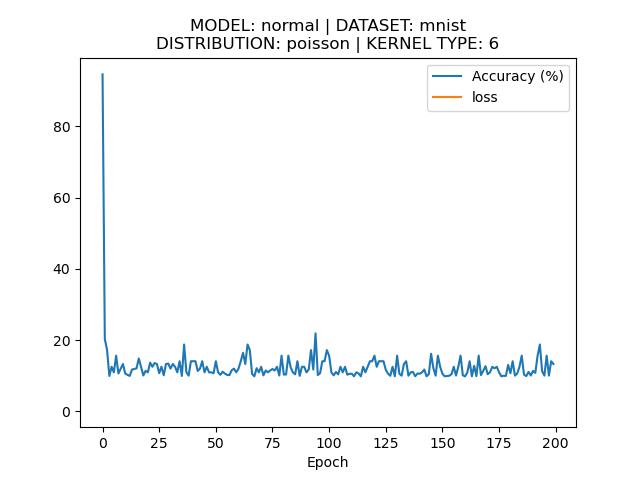 MODEL: normal | DATASET: mnist
DISTRIBUTION: poisson | KERNEL TYPE: 6
Accuracy (%)
loss
80
60
40
20
0
0 25 50 75 100 125 150 175 200
Epoch